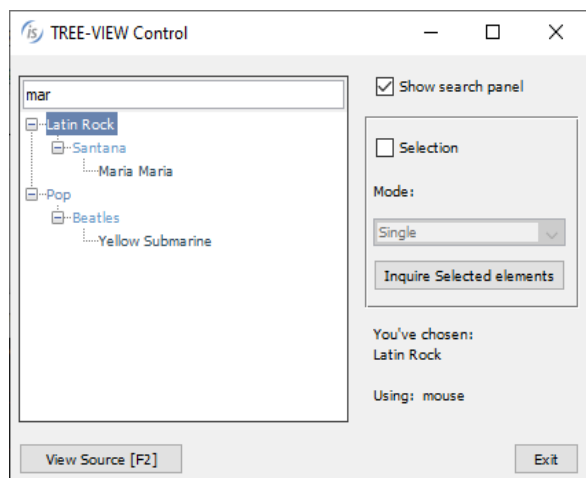 is TREE-VIEW Control
mar
Latin Rock
Santana
Maria Maria
Pop
Beatles
Yellow Submarine
Show search panel
Selection
Mode:
Single
Inquire Selected elements
You've chosen:
Latin Rock
Using: mouse
View Source [F2]
Exit